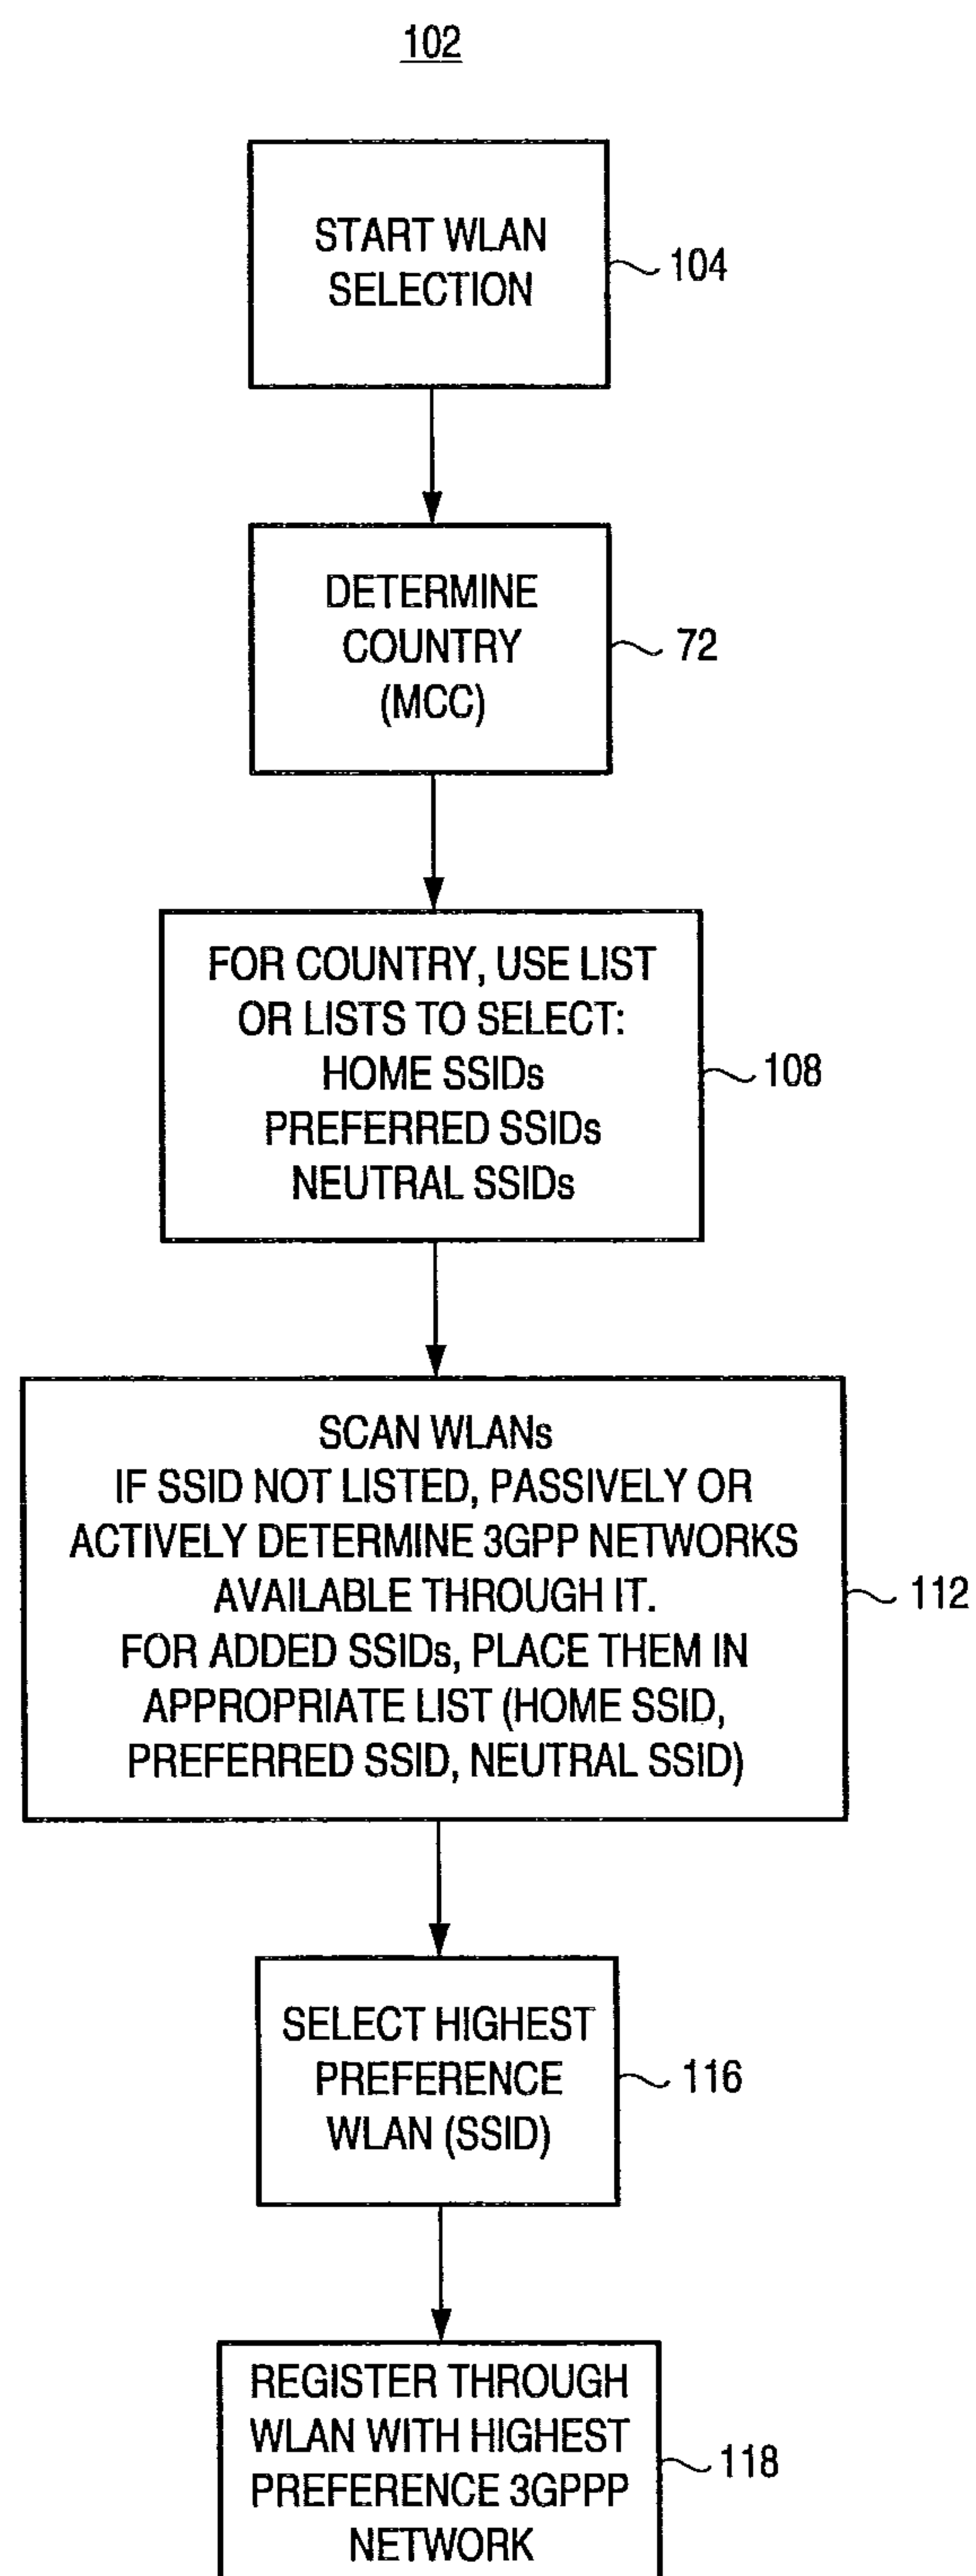 102
START WLAN
SELECTION
104
DETERMINE
COUNTRY
(MCC)
72
FOR COUNTRY, USE LIST
OR LISTS TO SELECT:
HOME SSIDs
PREFERRED SSIDs
NEUTRAL SSIDs
108
SCAN WLANs
IF SSID NOT LISTED, PASSIVELY OR
ACTIVELY DETERMINE 3GPP NETWORKS
AVAILABLE THROUGH IT.
FOR ADDED SSIDs, PLACE THEM IN
APPROPRIATE LIST (HOME SSID,
PREFERRED SSID, NEUTRAL SSID)
112
SELECT HIGHEST
PREFERENCE
WLAN (SSID)
116
REGISTER THROUGH
WLAN WITH HIGHEST
PREFERENCE 3GPPP
NETWORK
118